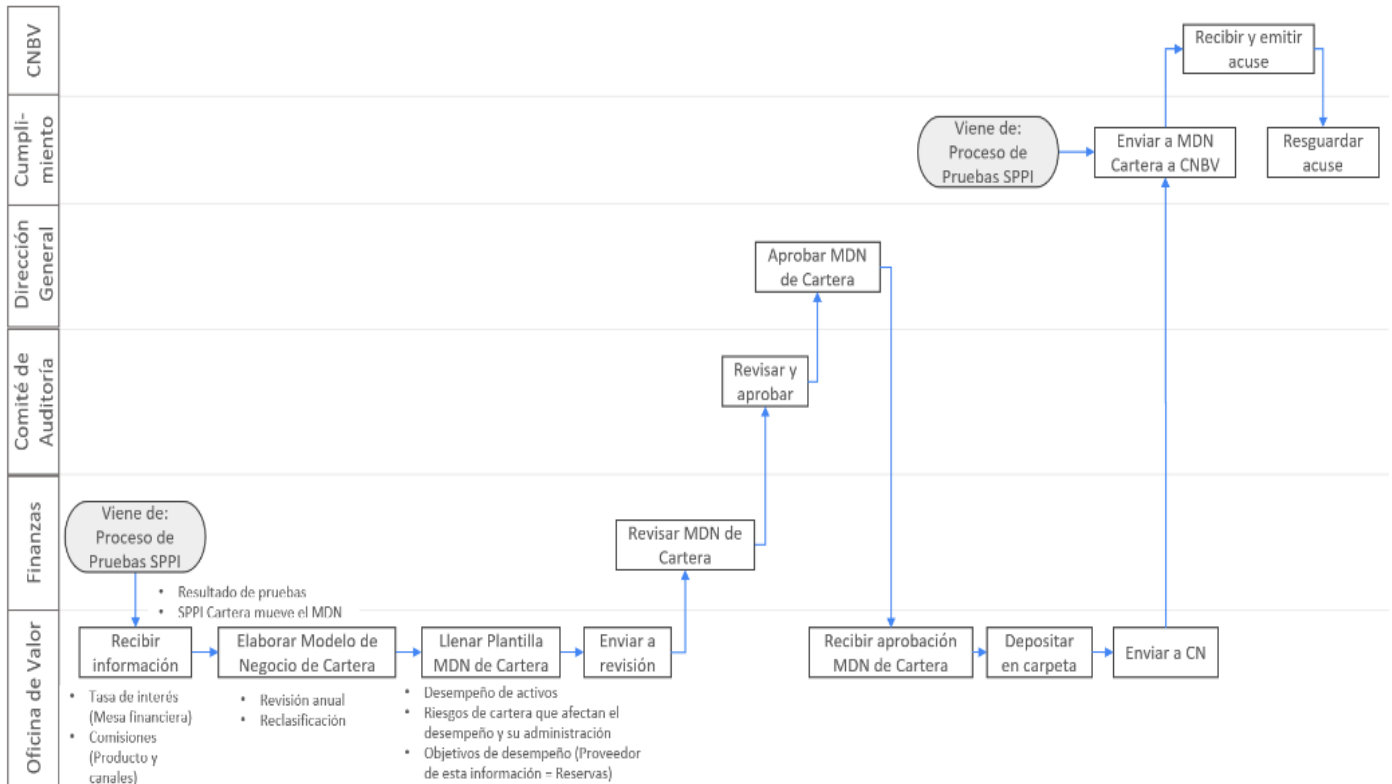 CNBV
Recibir y emitir
acuse
Cumpli-
miento
Viene de:
Proceso de
Pruebas SPPI
Enviar a MDN
Cartera a CNBV
Resguardar
acuse
Dirección
General
Aprobar MDN
de Cartera
Comité de
Auditoría
Revisar y
aprobar
Finanzas
Viene de:
Proceso de
Pruebas SPPI
Revisar MDN de
Cartera
• Resultado de pruebas
• SPPI Cartera mueve el MDN
Oficina de Valor
Recibir
información
Elaborar Modelo de
Negocio de Cartera
Llenar Plantilla
MDN de Cartera
Enviar a
revisión
Recibir aprobación
MDN de Cartera
Depositar
en carpeta
Enviar a CN
• Tasa de interés
(Mesa financiera)
• Comisiones
(Producto y
canales)
• Revisión anual
• Reclasificación
• Desempeño de activos
• Riesgos de cartera que afectan el
desempeño y su administración
• Objetivos de desempeño (Proveedor
de esta información = Reservas)